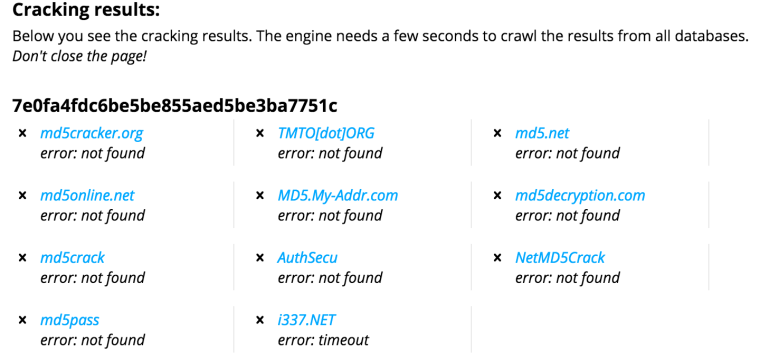 Cracking results:
Below you see the cracking results. The engine needs a few seconds to crawl the results from all databases.
Don't close the page!
7e0fa4fdc6be5be855aed5be3ba7751c
× md5cracker.org
error: not found
× TMTO[dot]ORG
error: not found
× md5.net
error: not found
× md5online.net
error: not found
× MD5.My-Addr.com
error: not found
× md5decryption.com
error: not found
× md5crack
error: not found
× AuthSecu
error: not found
× NetMD5Crack
error: not found
× md5pass
error: not found
× i337.NET
error: timeout